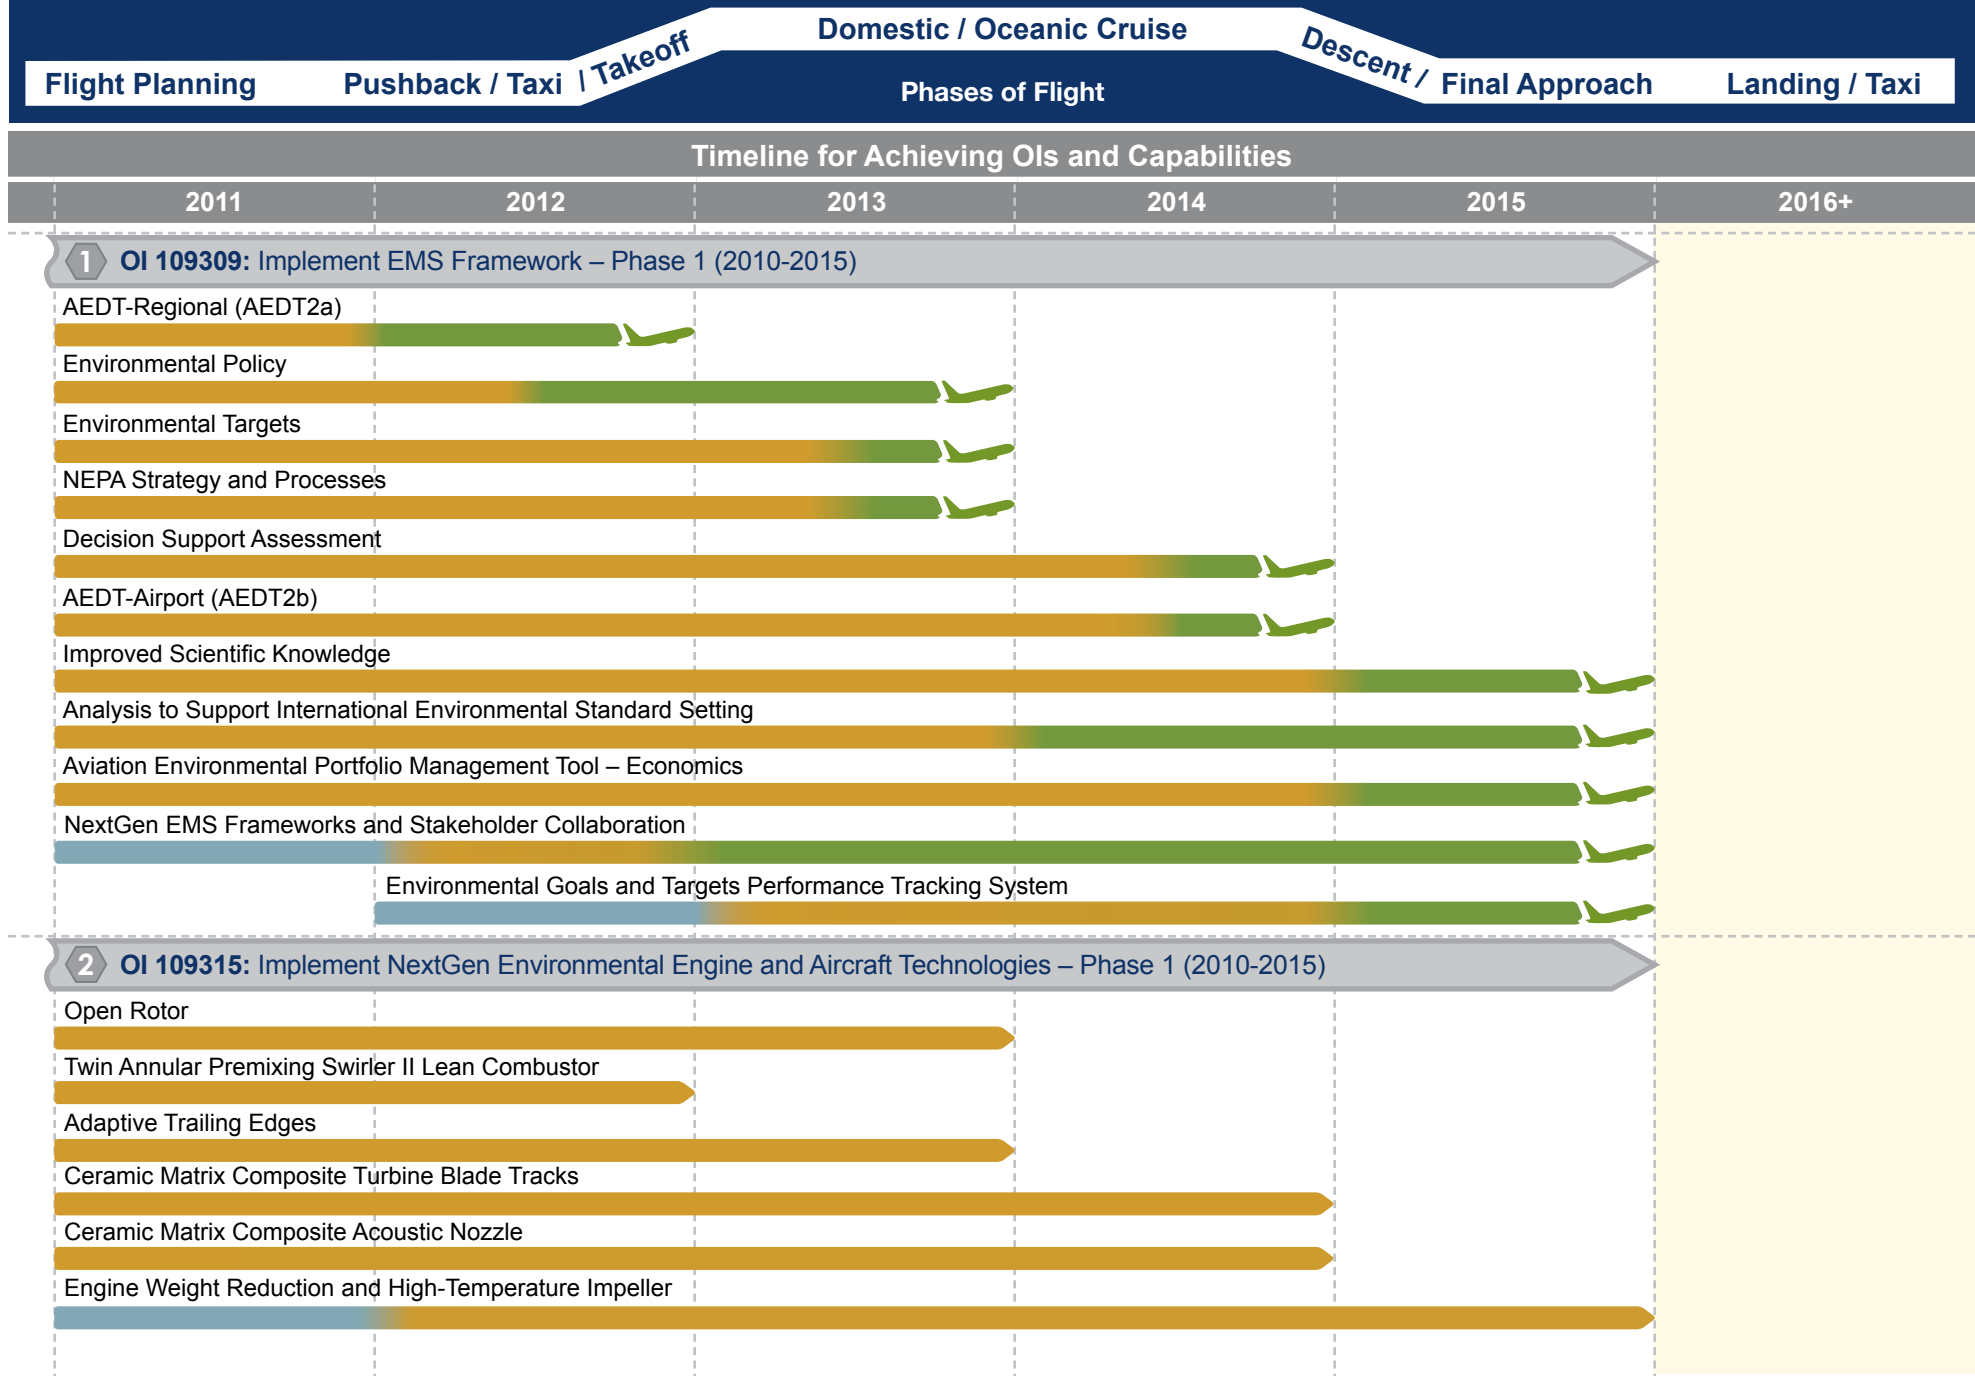 Domestic / Oceanic Cruise
Flight Planning
Pushback / Taxi
/ Takeoff
Descent /
Final Approach
Landing / Taxi
Phases of Flight
Timeline for Achieving OIs and Capabilities
2011
2012
2013
2014
2015
2016+
1
OI 109309: Implement EMS Framework – Phase 1 (2010-2015)
AEDT-Regional (AEDT2a)
Environmental Policy
Environmental Targets
NEPA Strategy and Processes
Decision Support Assessment
AEDT-Airport (AEDT2b)
Improved Scientific Knowledge
Analysis to Support International Environmental Standard Setting
Aviation Environmental Portfolio Management Tool – Economics
NextGen EMS Frameworks and Stakeholder Collaboration
Environmental Goals and Targets Performance Tracking System
2
OI 109315: Implement NextGen Environmental Engine and Aircraft Technologies – Phase 1 (2010-2015)
Open Rotor
Twin Annular Premixing Swirler II Lean Combustor
Adaptive Trailing Edges
Ceramic Matrix Composite Turbine Blade Tracks
Ceramic Matrix Composite Acoustic Nozzle
Engine Weight Reduction and High-Temperature Impeller